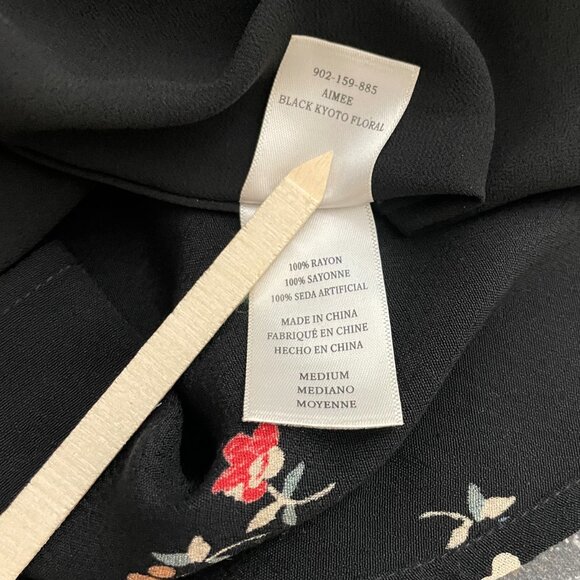 902-159-885
AIMEE
BLACK KYOTO FLORAL
100% RAYON
100% SAYONNE
100% SEDA ARTIFICIAL
MADE IN CHINA
FABRIQUÉ EN CHINE
HECHO EN CHINA
MEDIUM
MEDIANO
MOYENNE